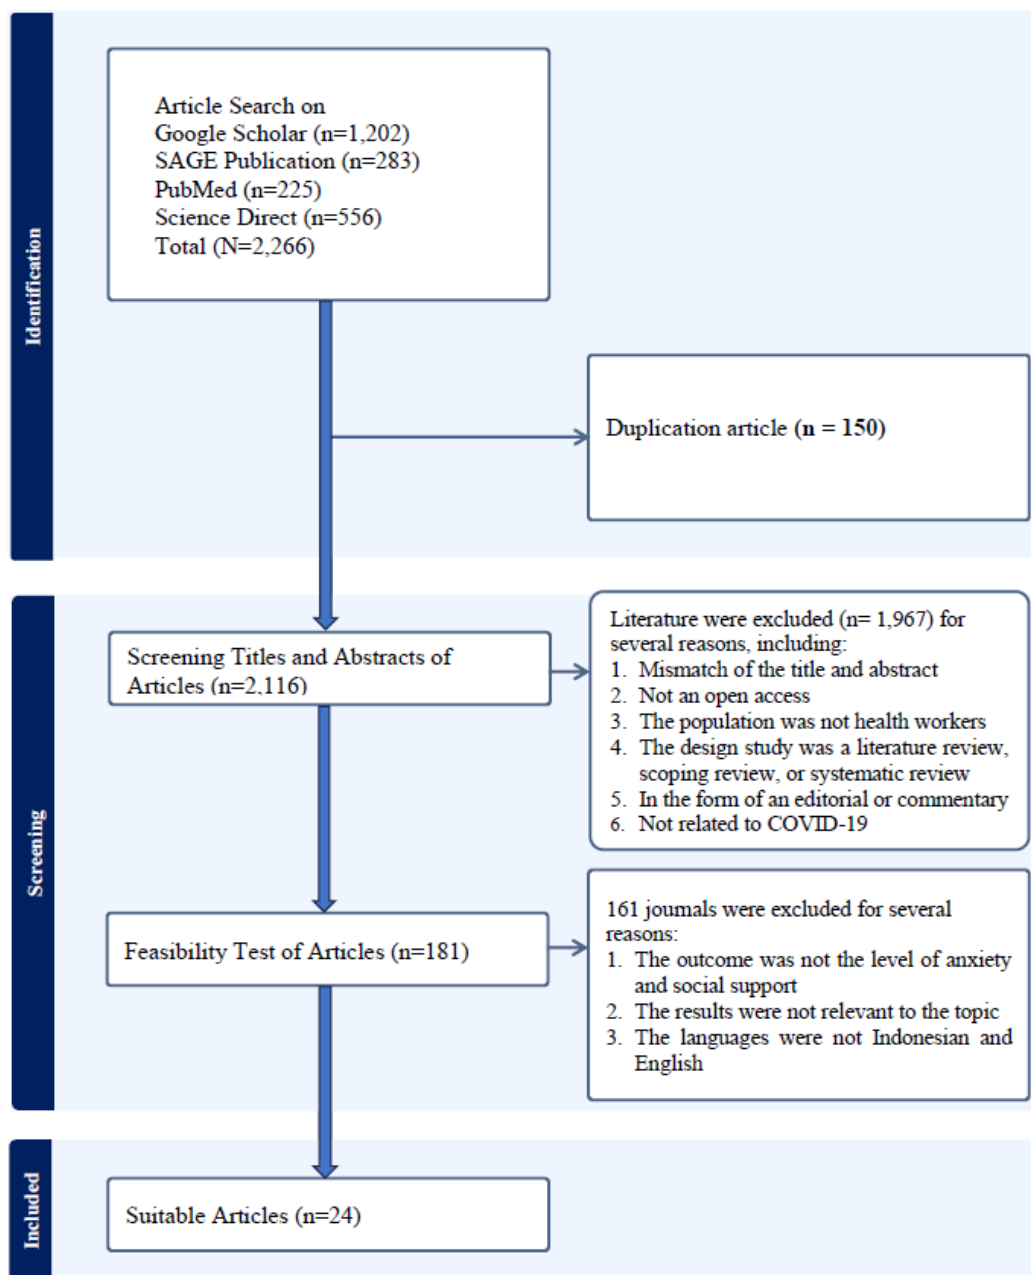 Identification
Article Search on
Google Scholar (n=1,202)
SAGE Publication (n=283)
PubMed (n=225)
Science Direct (n=556)
Total (N=2,266)
Duplication article (n = 150)
Screening
Screening Titles and Abstracts of
Articles (n=2,116)
Literature were excluded (n= 1,967) for
several reasons, including:
1. Mismatch of the title and abstract
2. Not an open access
3. The population was not health workers
4. The design study was a literature review,
scoping review, or systematic review
5. In the form of an editorial or commentary
6. Not related to COVID-19
Feasibility Test of Articles (n=181)
161 journals were excluded for several
reasons:
1. The outcome was not the level of anxiety
and social support
2. The results were not relevant to the topic
3. The languages were not Indonesian and
English
Included
Suitable Articles (n=24)